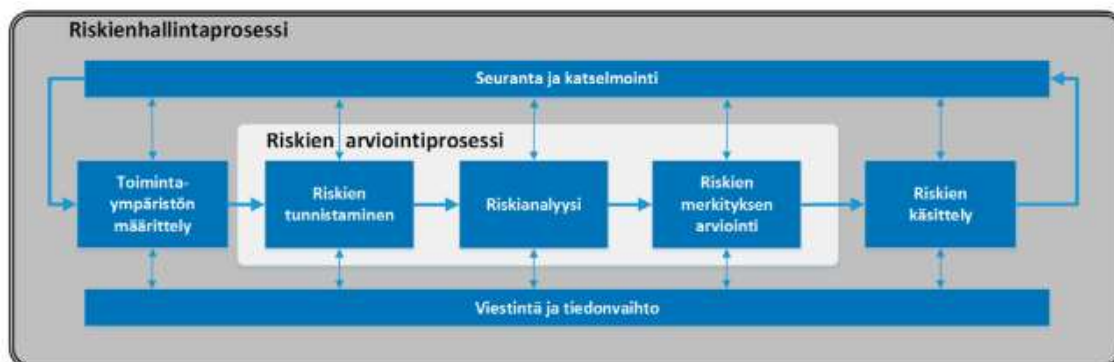 Riskienhallintaprosessi
Seuranta ja katselmointi
Riskien arviointiprosessi
Toiminta-
ympäristön
määrittely
Riskien
tunnistaminen
Riskianalyysi
Riskien
merkityksen
arviointi
Riskien
käsittely
Viestintä ja tiedonvaihto